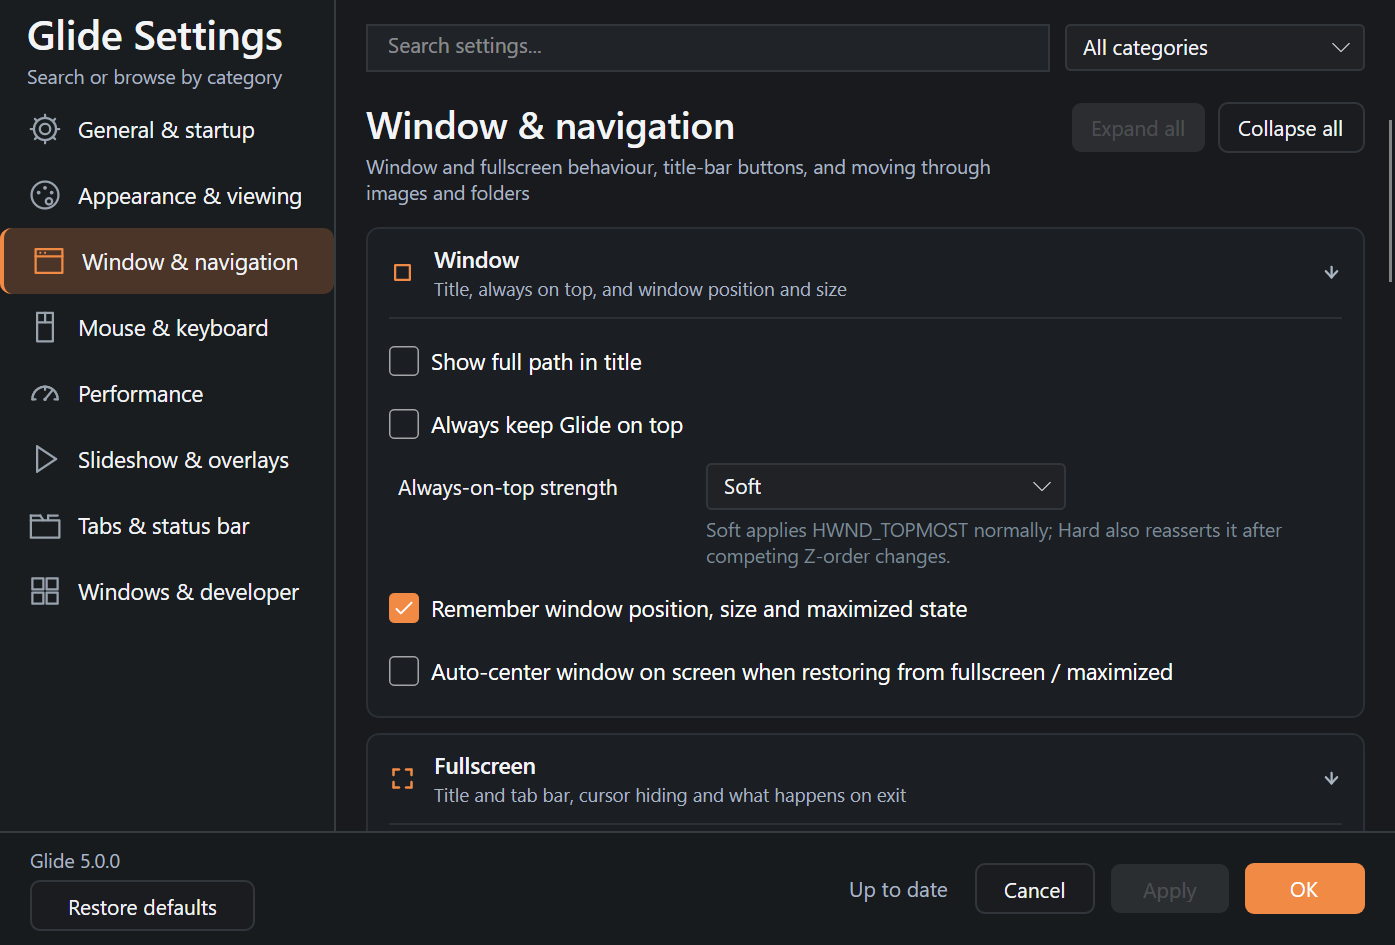 Glide Settings
Search or browse by category
General & startup
Appearance & viewing
Window & navigation
Mouse & keyboard
Performance
Slideshow & overlays
Tabs & status bar
Windows & developer
Search settings...
All categories
Window & navigation
Expand all
Collapse all
Window and fullscreen behaviour, title-bar buttons, and moving through
images and folders
Window
Title, always on top, and window position and size
Show full path in title
Always keep Glide on top
Always-on-top strength
Soft
Soft applies HWND_TOPMOST normally; Hard also reasserts it after
competing Z-order changes.
Remember window position, size and maximized state
Auto-center window on screen when restoring from fullscreen / maximized
Fullscreen
Title and tab bar, cursor hiding and what happens on exit
Glide 5.0.0
Restore defaults
Up to date
Cancel
Apply
OK